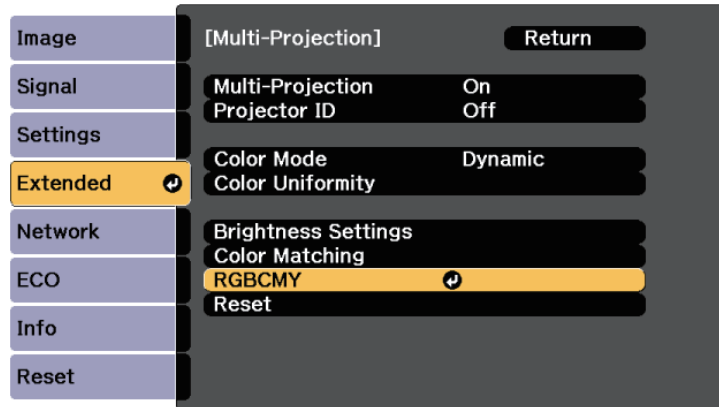 Image
Signal
Settings
Extended
Network
ECO
Info
Reset
[Multi-Projection] Return
Multi-Projection On
Projector ID Off
Color Mode Dynamic
Color Uniformity
Brightness Settings
Color Matching
RGBCMY
Reset